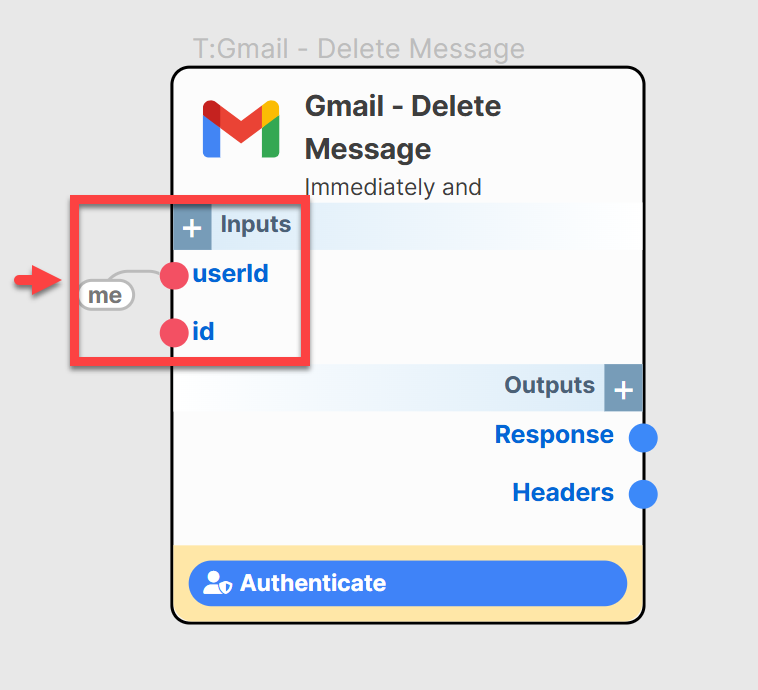 T:Gmail - Delete Message
Gmail - Delete
Message
Immediately and
+ Inputs
userId
me
id
Outputs +
Response
Headers
Authenticate